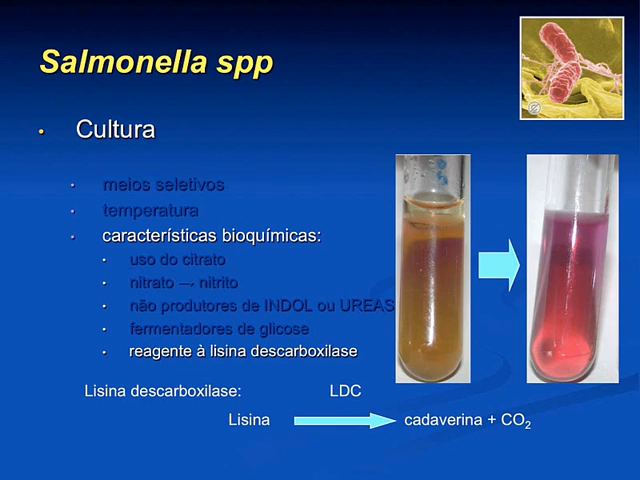 Salmonella spp
• Cultura
• meios seletivos
• temperatura
• características bioquímicas:
• uso do citrato
• nitrato → nitrito
• não produtores de INDOL ou UREAS
• fermentadores de glicose
• reagente à lisina descarboxilase
Lisina descarboxilase: LDC
Lisina cadaverina + CO₂